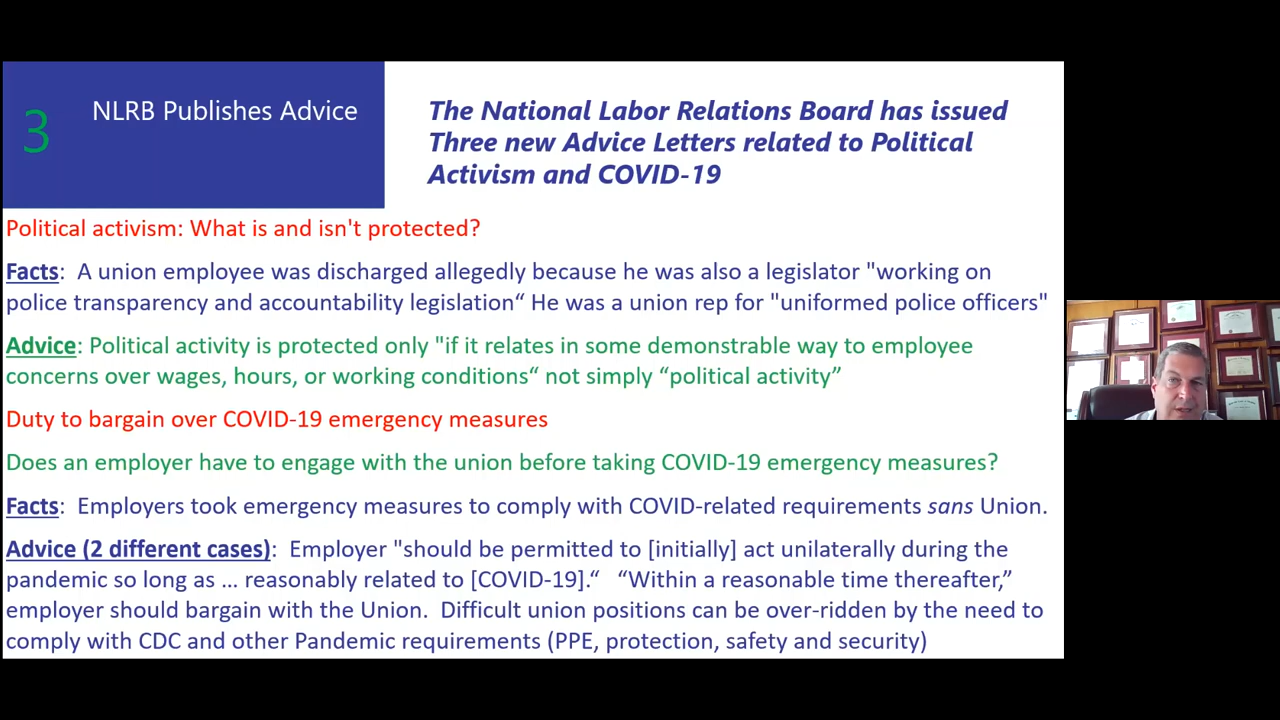 3
NLRB Publishes Advice
The National Labor Relations Board has issued
Three new Advice Letters related to Political
Activism and COVID-19
Political activism: What is and isn't protected?
Facts:  A union employee was discharged allegedly because he was also a legislator "working on
police transparency and accountability legislation“ He was a union rep for "uniformed police officers"
Advice: Political activity is protected only "if it relates in some demonstrable way to employee
concerns over wages, hours, or working conditions“ not simply “political activity”
Duty to bargain over COVID-19 emergency measures
Does an employer have to engage with the union before taking COVID-19 emergency measures?
Facts:  Employers took emergency measures to comply with COVID-related requirements sans Union.
Advice (2 different cases):  Employer "should be permitted to [initially] act unilaterally during the
pandemic so long as … reasonably related to [COVID-19].“   “Within a reasonable time thereafter,”
employer should bargain with the Union.  Difficult union positions can be over-ridden by the need to
comply with CDC and other Pandemic requirements (PPE, protection, safety and security)